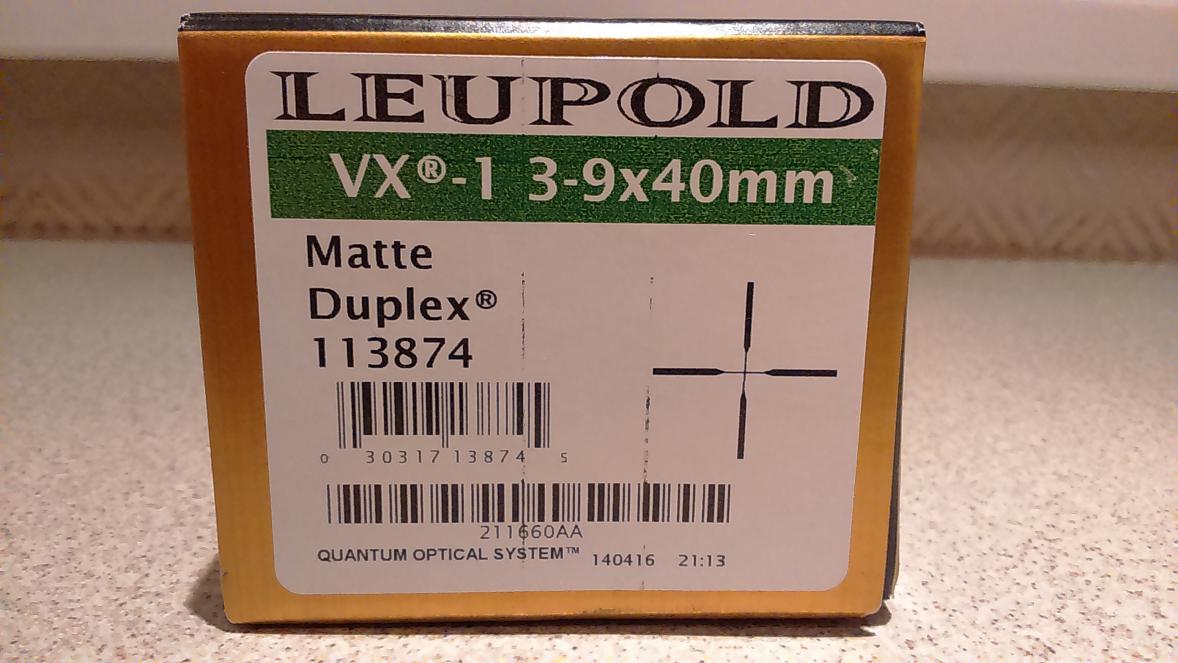 LEUPOLD
VX®-1 3-9x40mm
Matte
Duplex®
113874
0 30317 13874 5
211660AA
QUANTUM OPTICAL SYSTEM™ 140416 21:13